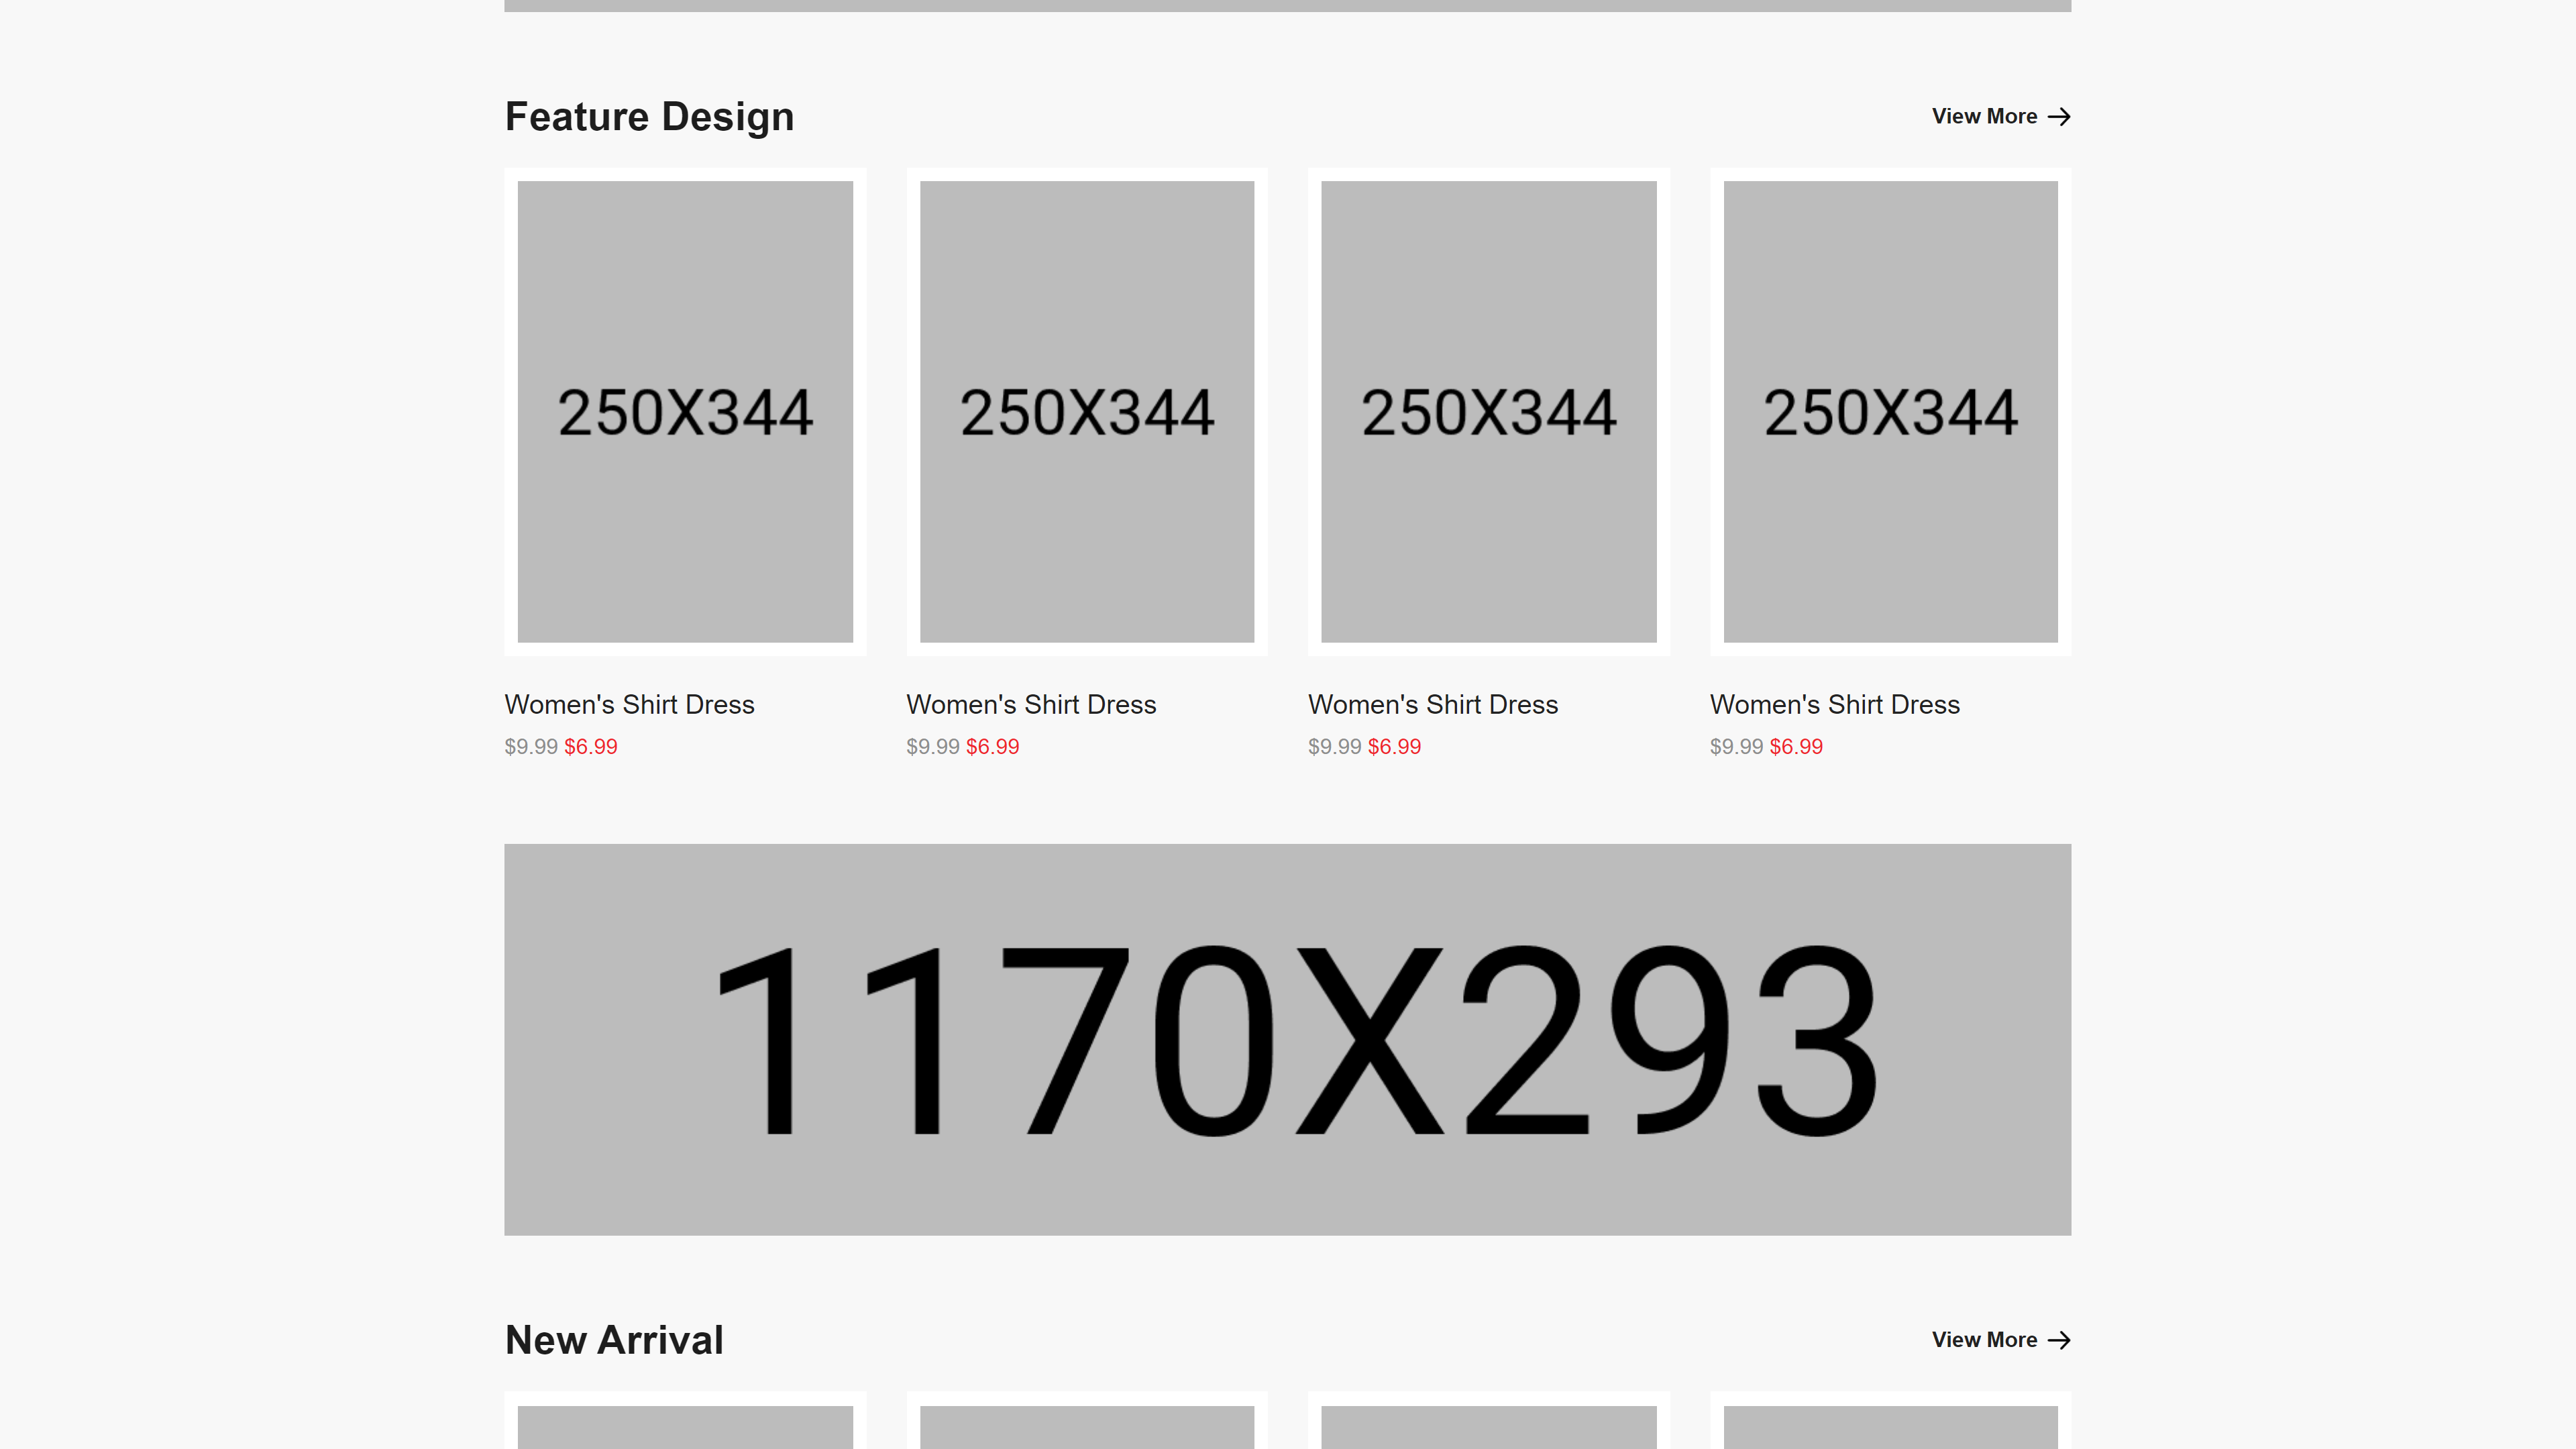 Feature Design
View More
250X344
250X344
250X344
250X344
Women's Shirt Dress
$9.99 $6.99
Women's Shirt Dress
$9.99 $6.99
Women's Shirt Dress
$9.99 $6.99
Women's Shirt Dress
$9.99 $6.99
1170X293
New Arrival
View More